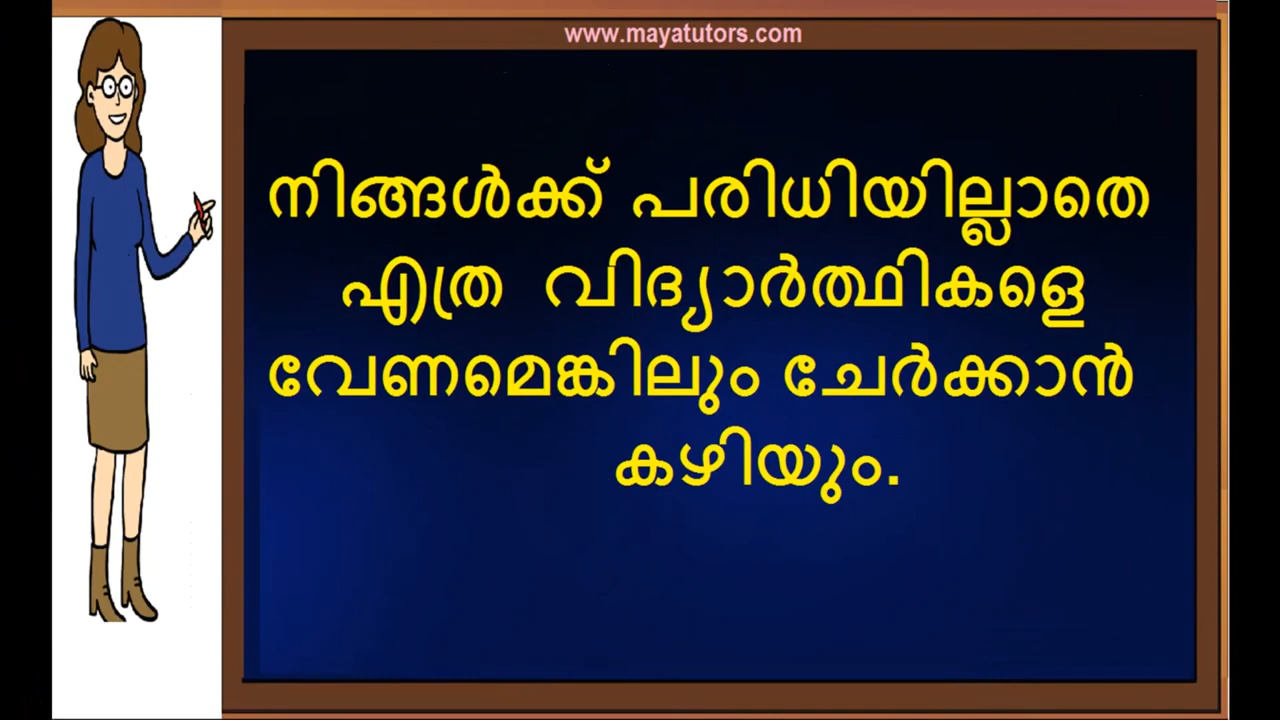 www.mayatutors.com
നിങ്ങൾക്ക് പരിധിയില്ലാതെ
എത്ര വിദ്യാർത്ഥികളെ
വേണമെങ്കിലും ചേർക്കാൻ
കഴിയും.